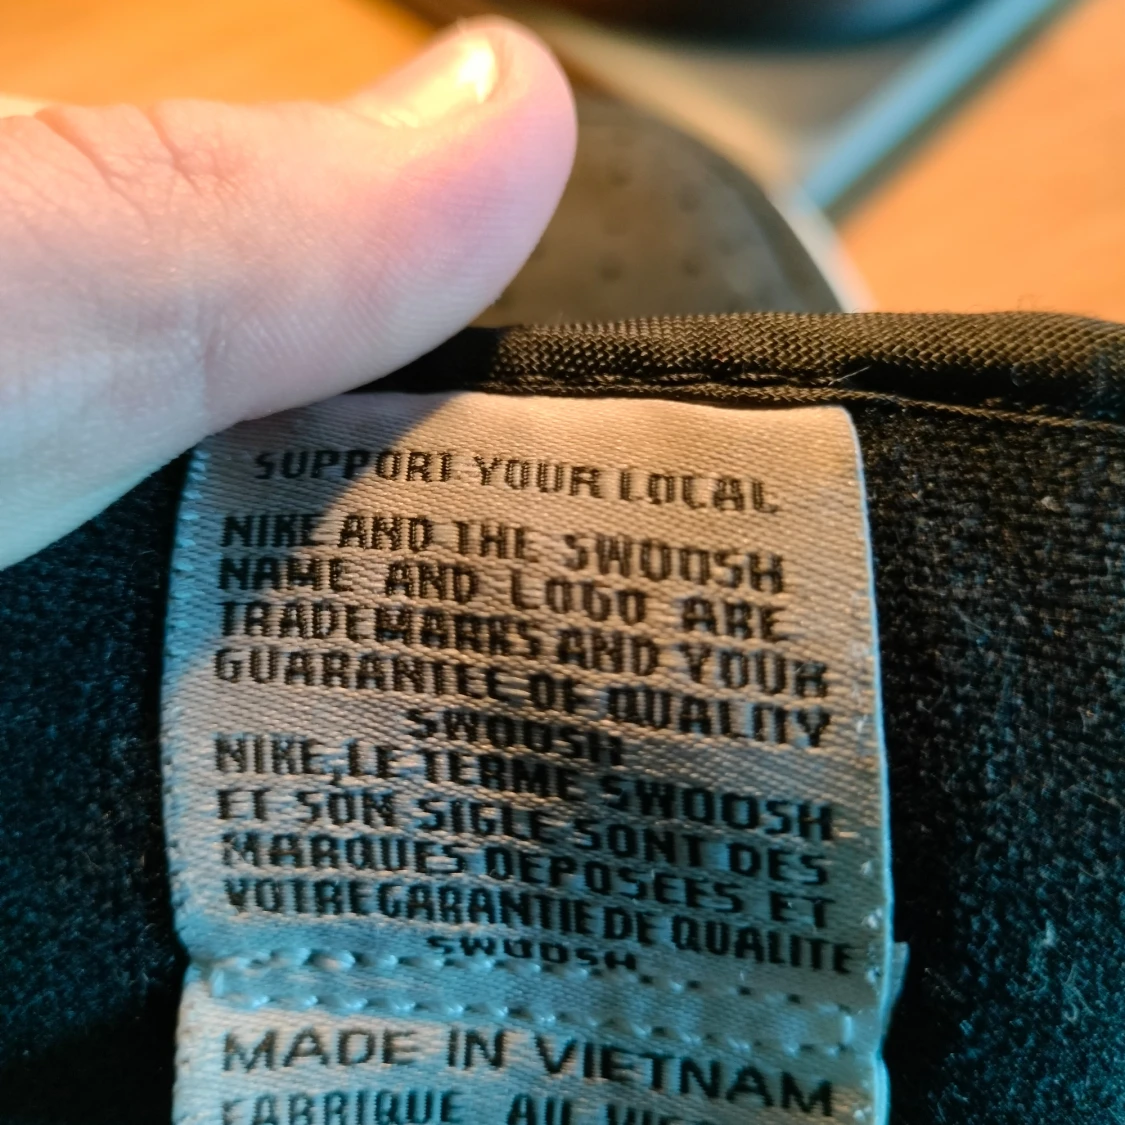 SUPPORT YOUR LOCAL
NIKE AND THE SWOOSH
NAME AND LOGO ARE
TRADEMARKS AND YOUR
GUARANTEE OF QUALITY
SWOOSH
NIKE, LE TERME SWOOSH
ET SON SIGLE SONT DES
MARQUES DEPOSEES ET
VOTRE GARANTIE DE QUALITE
SWOOSH
MADE IN VIETNAM
FABRIQUE AU